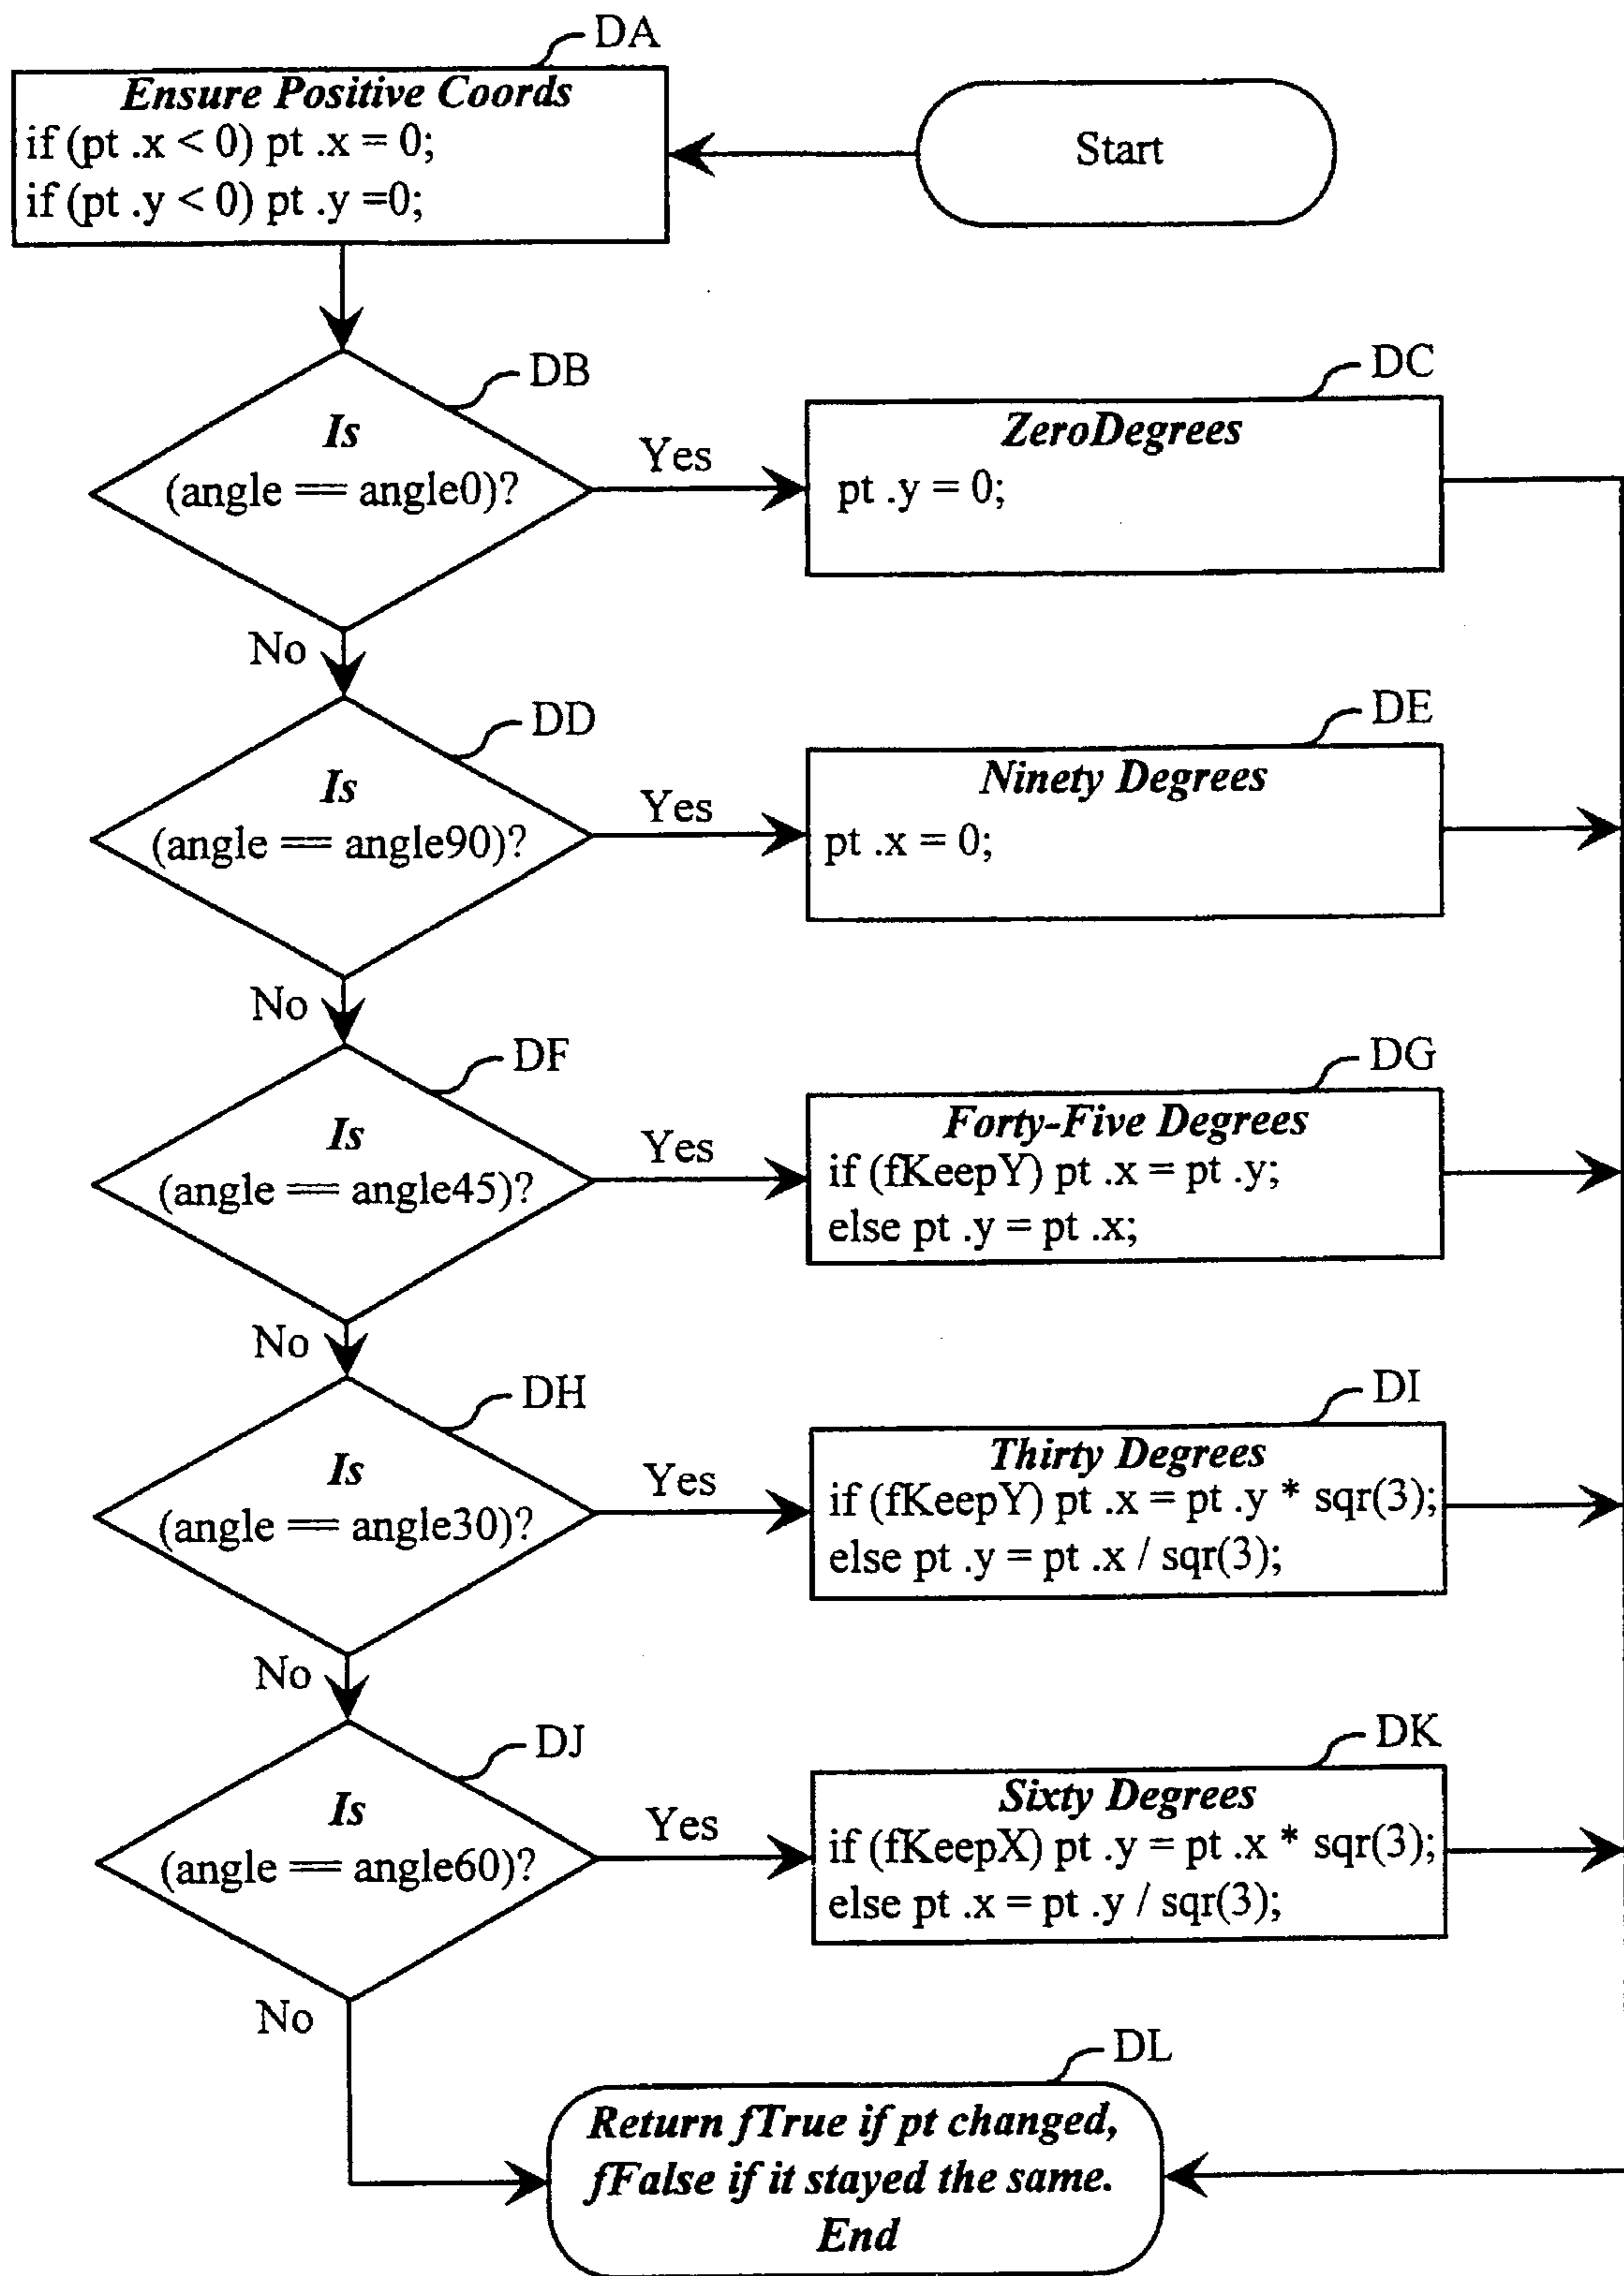 DA
Ensure Positive Coords
if (pt .x < 0) pt .x = 0;
if (pt .y < 0) pt .y =0;
Start
DB
Is
(angle == angle0)?
Yes
No
DC
ZeroDegrees
pt .y = 0;
DD
Is
(angle == angle90)?
Yes
No
DE
Ninety Degrees
pt .x = 0;
DF
Is
(angle == angle45)?
Yes
No
DG
Forty-Five Degrees
if (fKeepY) pt .x = pt .y;
else pt .y = pt .x;
DH
Is
(angle == angle30)?
Yes
No
DI
Thirty Degrees
if (fKeepY) pt .x = pt .y * sqr(3);
else pt .y = pt .x / sqr(3);
DJ
Is
(angle == angle60)?
Yes
No
DK
Sixty Degrees
if (fKeepX) pt .y = pt .x * sqr(3);
else pt .x = pt .y / sqr(3);
DL
Return fTrue if pt changed,
fFalse if it stayed the same.
End